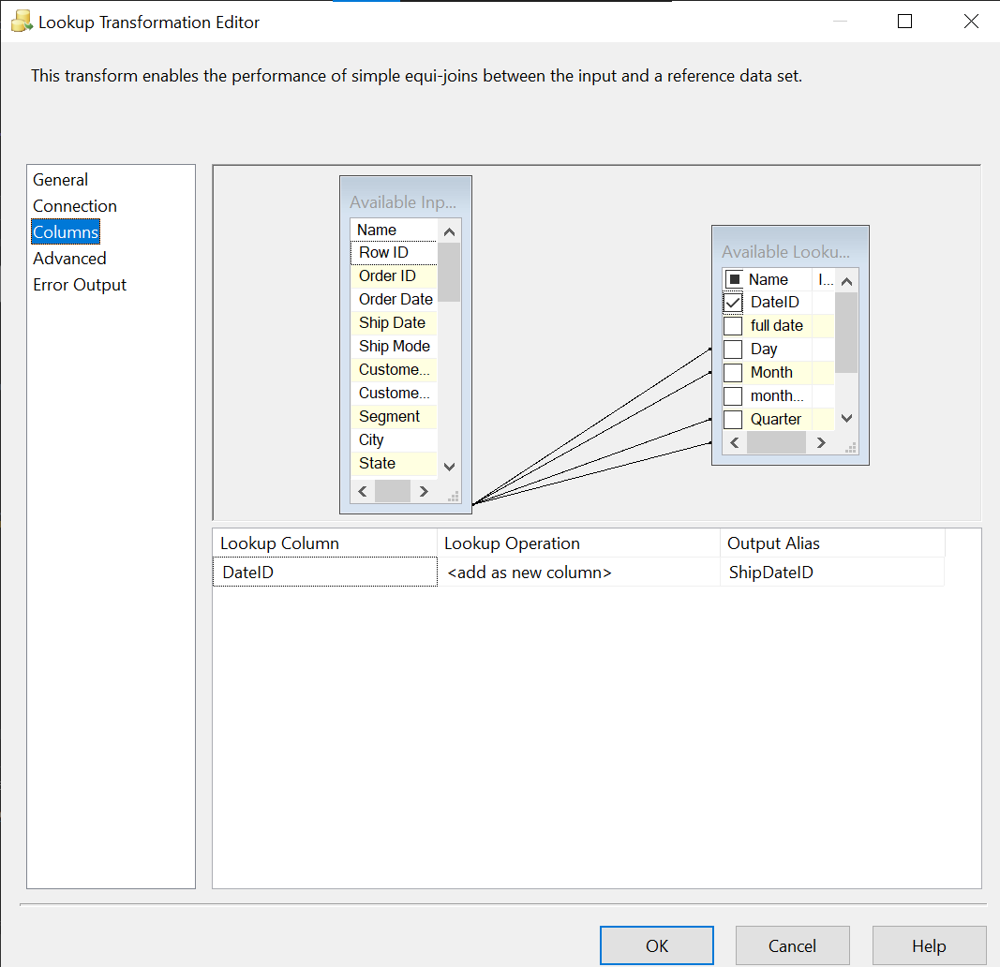 Lookup Transformation Editor
This transform enables the performance of simple equi-joins between the input and a reference data set.
General
Connection
Columns
Advanced
Error Output
Available Inp...
Name
Row ID
Order ID
Order Date
Ship Date
Ship Mode
Custome...
Custome...
Segment
City
State
Available Looku...
Name I...
DateID
full date
Day
Month
month...
Quarter
Lookup Column Lookup Operation Output Alias
DateID <add as new column> ShipDateID
OK Cancel Help